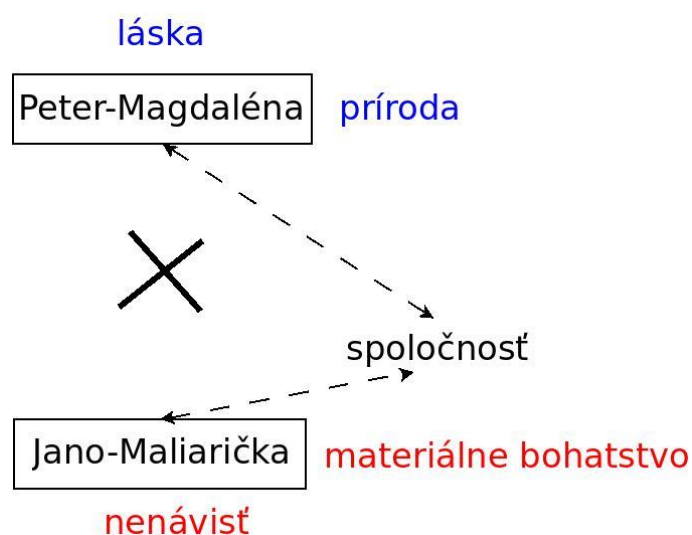 láska
Peter-Magdaléna
príroda
spoločnosť
Jano-Maliarička
materiálne bohatstvo
nenávisť